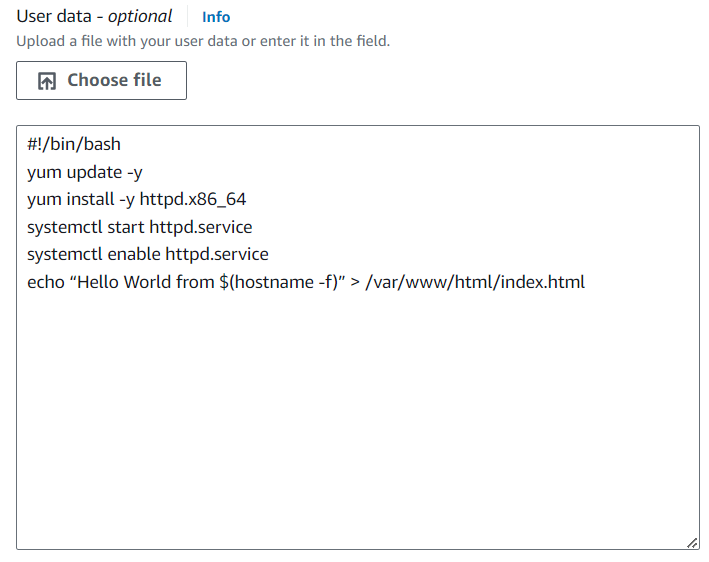 User data - optional Info
Upload a file with your user data or enter it in the field.
Choose file
#!/bin/bash
yum update -y
yum install -y httpd.x86_64
systemctl start httpd.service
systemctl enable httpd.service
echo “Hello World from $(hostname -f)” > /var/www/html/index.html